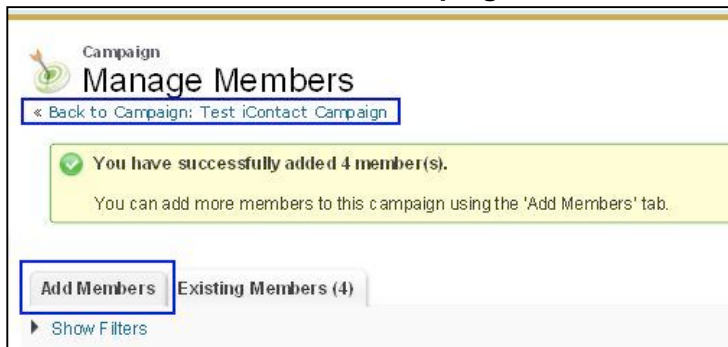 Campaign
Manage Members
« Back to Campaign: Test iContact Campaign
You have successfully added 4 member(s).
You can add more members to this campaign using the 'Add Members' tab.
Add Members Existing Members (4)
Show Filters